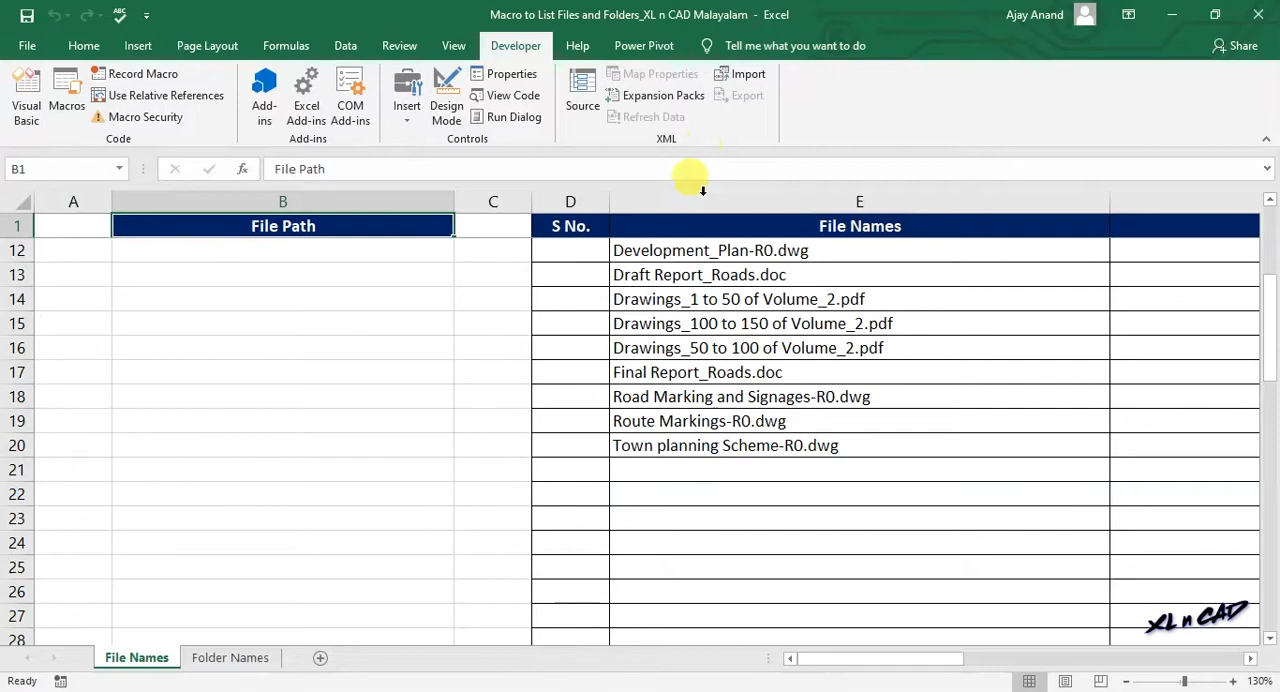 Macro to List Files and Folders_XL n CAD Malayalam - Excel
Ajay Anand
File Home Insert Page Layout Formulas Data Review View Developer Help Power Pivot Tell me what you want to do Share
Visual Basic
Macros
Record Macro
Use Relative References
Macro Security
Code
Add-ins
Excel Add-ins
COM Add-ins
Add-ins
Insert
Design Mode
Properties
View Code
Run Dialog
Controls
Source
Map Properties
Expansion Packs
Refresh Data
Import
Export
XML
B1 fx File Path
A B C D E
1 File Path S No. File Names
12 Development_Plan-R0.dwg
13 Draft Report_Roads.doc
14 Drawings_1 to 50 of Volume_2.pdf
15 Drawings_100 to 150 of Volume_2.pdf
16 Drawings_50 to 100 of Volume_2.pdf
17 Final Report_Roads.doc
18 Road Marking and Signages-R0.dwg
19 Route Markings-R0.dwg
20 Town planning Scheme-R0.dwg
21
22
23
24
25
26
27
28
XL n CAD
File Names Folder Names
Ready 130%